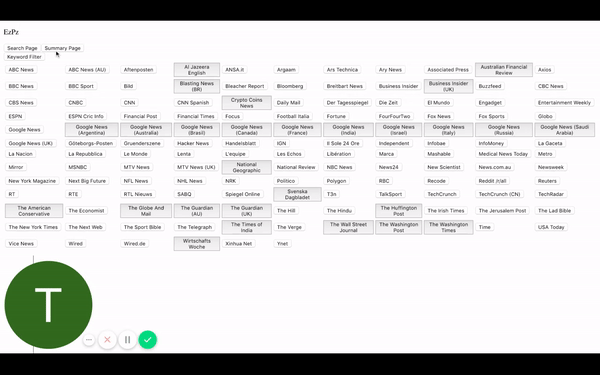 EzPz
Search Page Summary Page
Keyword Filter
ABC News ABC News (AU) Aftenposten Al Jazeera English ANSA.it Argaam Ars Technica Ary News Associated Press Australian Financial Review Axios
BBC News BBC Sport Bild Blasting News (BR) Bleacher Report Bloomberg Breitbart News Business Insider Business Insider (UK) Buzzfeed CBC News
CBS News CNBC CNN CNN Spanish Crypto Coins News Daily Mail Der Tagesspiegel Die Zeit El Mundo Engadget Entertainment Weekly
ESPN ESPN Cric Info Financial Post Financial Times Focus Football Italia Fortune FourFourTwo Fox News Fox Sports Globo
Google News Google News (Argentina) Google News (Australia) Google News (Brasil) Google News (Canada) Google News (France) Google News (India) Google News (Israel) Google News (Italy) Google News (Russia) Google News (Saudi Arabia)
Google News (UK) Göteborgs-Posten Gruenderszene Hacker News Handelsblatt IGN Il Sole 24 Ore Independent Infobae InfoMoney La Gaceta
La Nacion La Repubblica Le Monde Lenta L'equipe Les Echos Libération Marca Mashable Medical News Today Metro
Mirror MSNBC MTV News MTV News (UK) National Geographic National Review NBC News News24 New Scientist News.com.au Newsweek
New York Magazine Next Big Future NFL News NHL News NRK Politico Polygon RBC Recode Reddit /r/all Reuters
RT RTE RTL Nieuws SABQ Spiegel Online Svenska Dagbladet T3n TalkSport TechCrunch TechCrunch (CN) TechRadar
The American Conservative The Economist The Globe And Mail The Guardian (AU) The Guardian (UK) The Hill The Hindu The Huffington Post The Irish Times The Jerusalem Post The Lad Bible
The New York Times The Next Web The Sport Bible The Telegraph The Times of India The Verge The Wall Street Journal The Washington Post The Washington Times Time USA Today
Vice News Wired Wired.de Wirtschafts Woche Xinhua Net Ynet
T